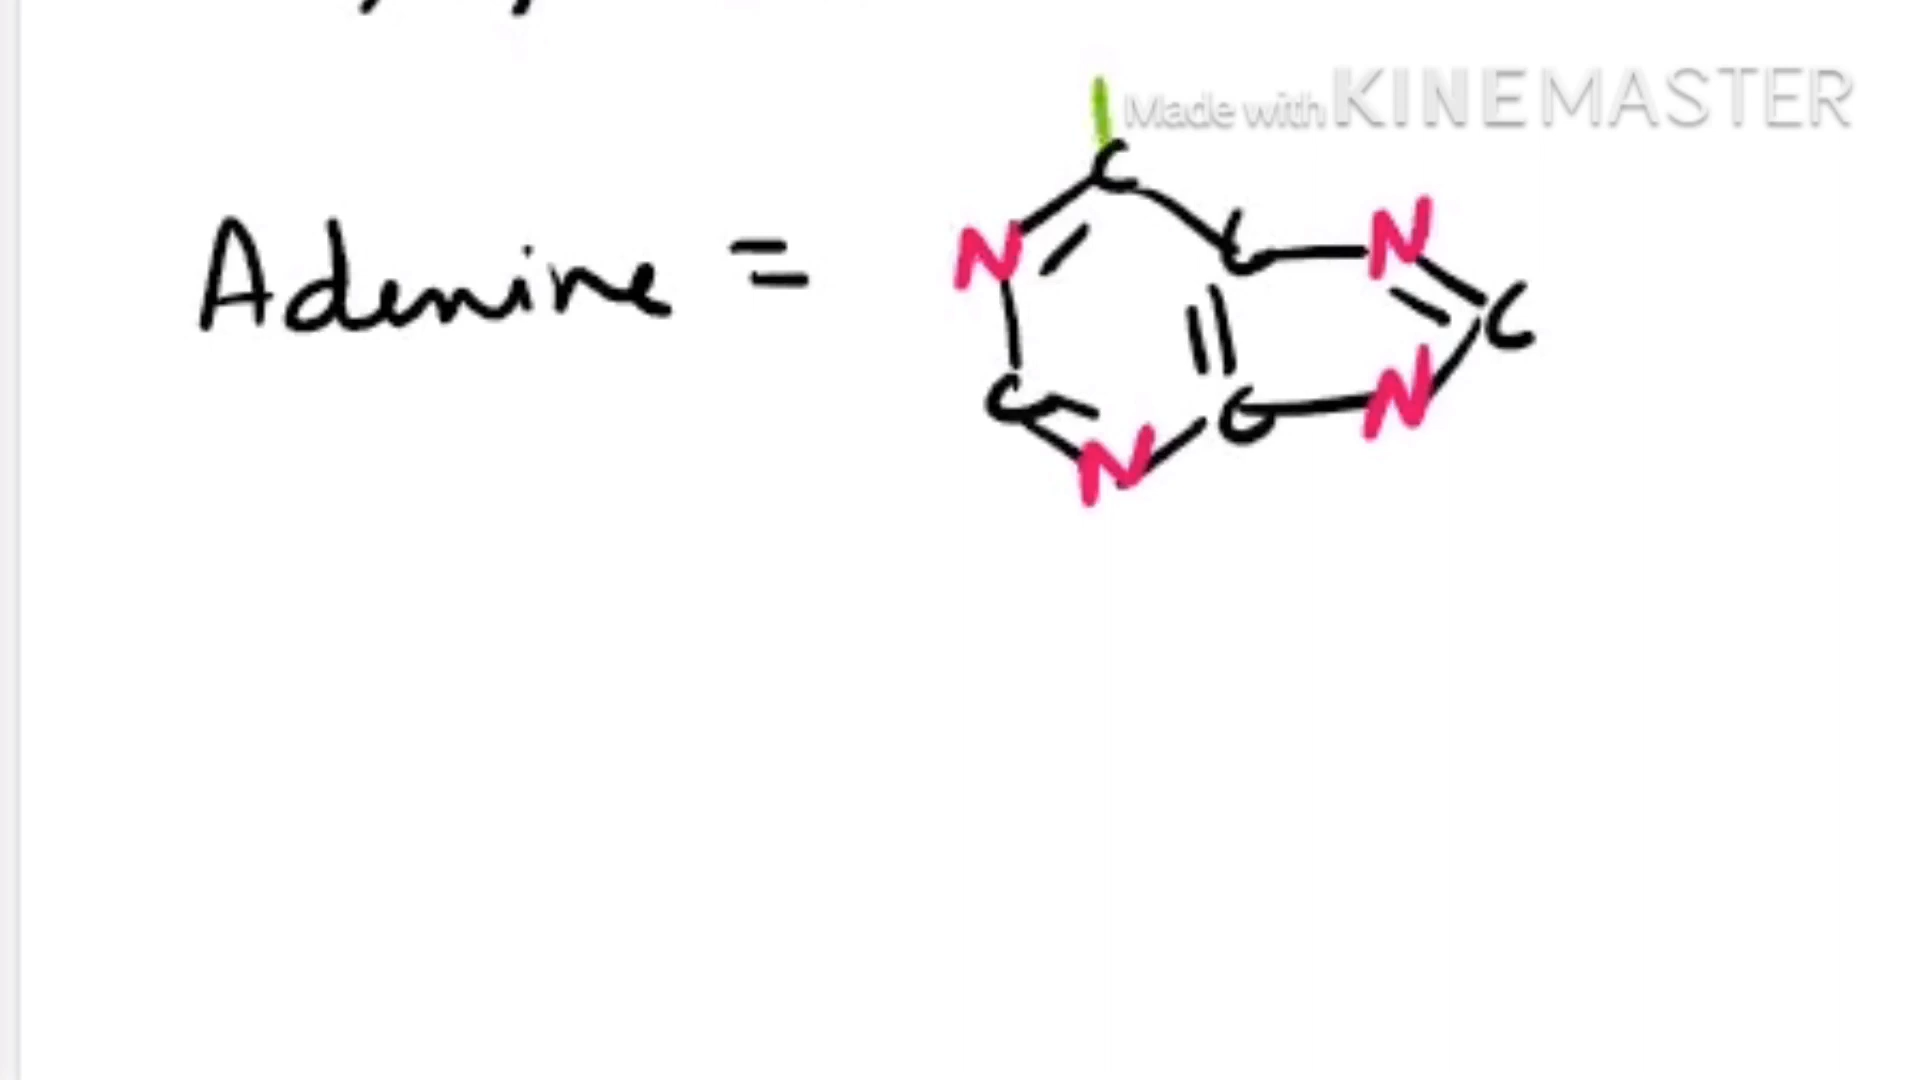 Made with KINEMASTER
Adenine =
C
N C N
C
C C N
N